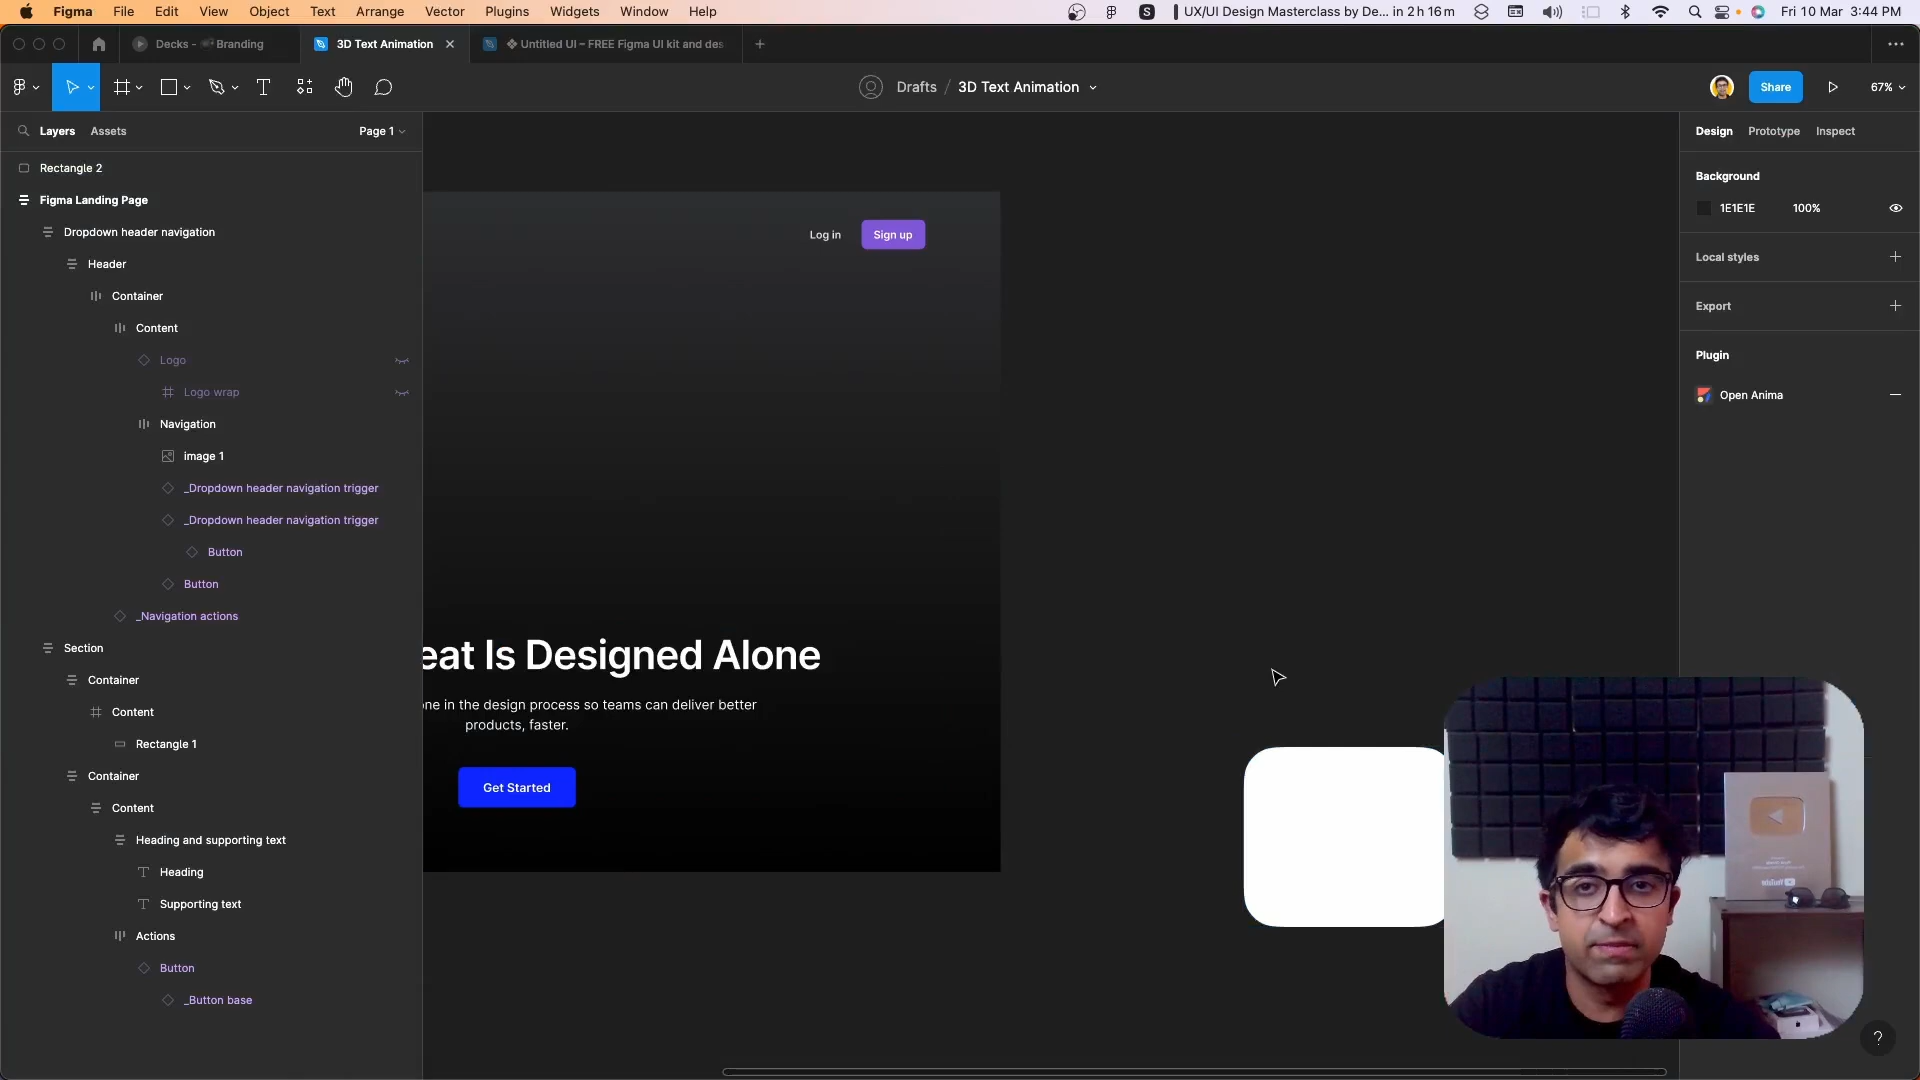 Figma File Edit View Object Text Arrange Vector Plugins Widgets Window Help
S UX/UI Design Masterclass by De... in 2 h 16 m Fri 10 Mar 3:44 PM
Decks - Branding
3D Text Animation
Untitled UI – FREE Figma UI kit and des
Drafts / 3D Text Animation
Share
67%
Layers Assets Page 1
Rectangle 2
Figma Landing Page
Dropdown header navigation
Header
Container
Content
Logo
Logo wrap
Navigation
image 1
_Dropdown header navigation trigger
_Dropdown header navigation trigger
Button
Button
_Navigation actions
Section
Container
Content
Rectangle 1
Container
Content
Heading and supporting text
Heading
Supporting text
Actions
Button
_Button base
Log in Sign up
eat Is Designed Alone
one in the design process so teams can deliver better
products, faster.
Get Started
Design Prototype Inspect
Background
1E1E1E 100%
Local styles
Export
Plugin
Open Anima
?